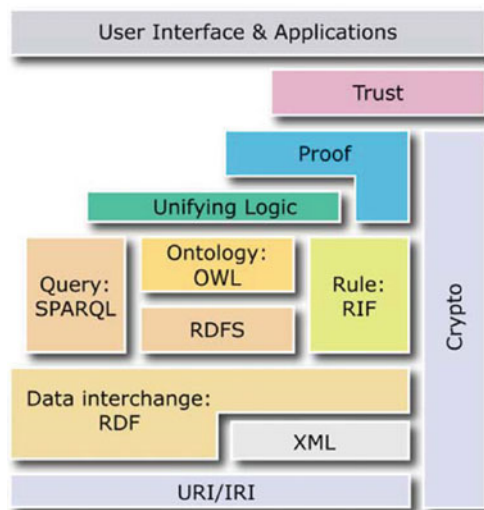 User Interface & Applications
Trust
Proof
Unifying Logic
Query:
SPARQL
Ontology:
OWL
RDFS
Rule:
RIF
Crypto
Data interchange:
RDF
XML
URI/IRI